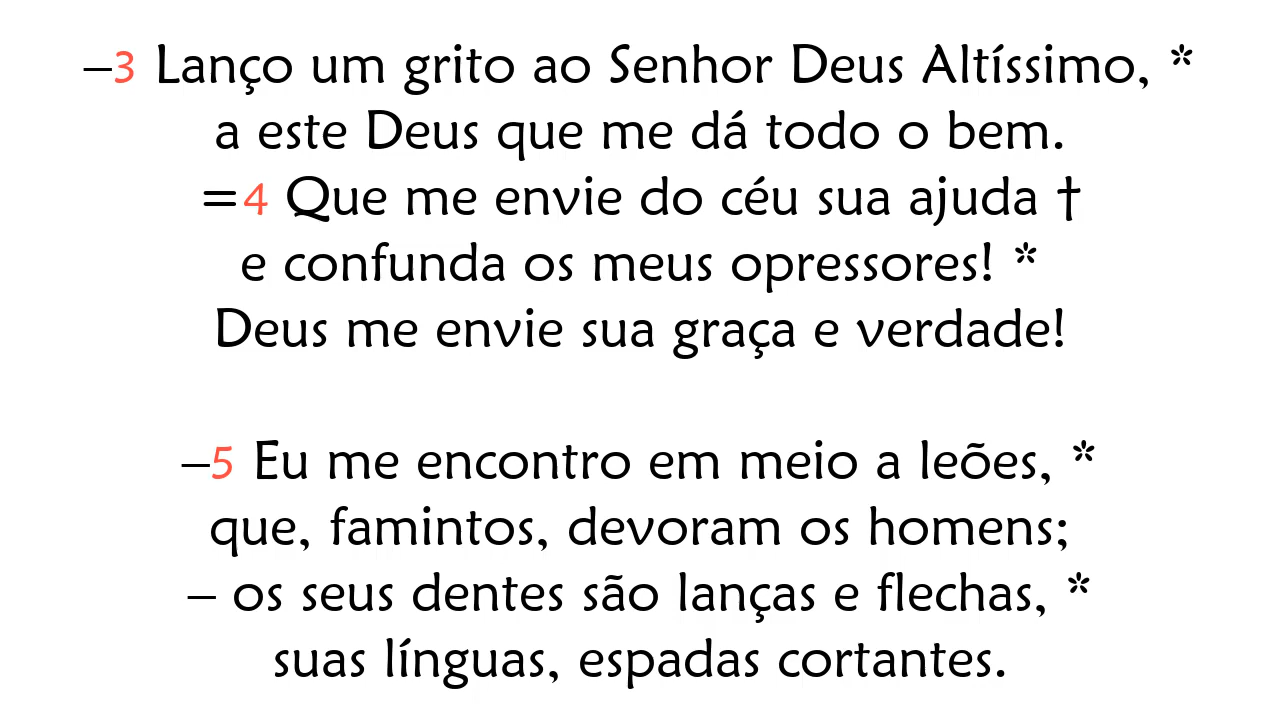 –3 Lanço um grito ao Senhor Deus Altíssimo, *
a este Deus que me dá todo o bem.
=4 Que me envie do céu sua ajuda †
e confunda os meus opressores! *
Deus me envie sua graça e verdade!
–5 Eu me encontro em meio a leões, *
que, famintos, devoram os homens;
– os seus dentes são lanças e flechas, *
suas línguas, espadas cortantes.